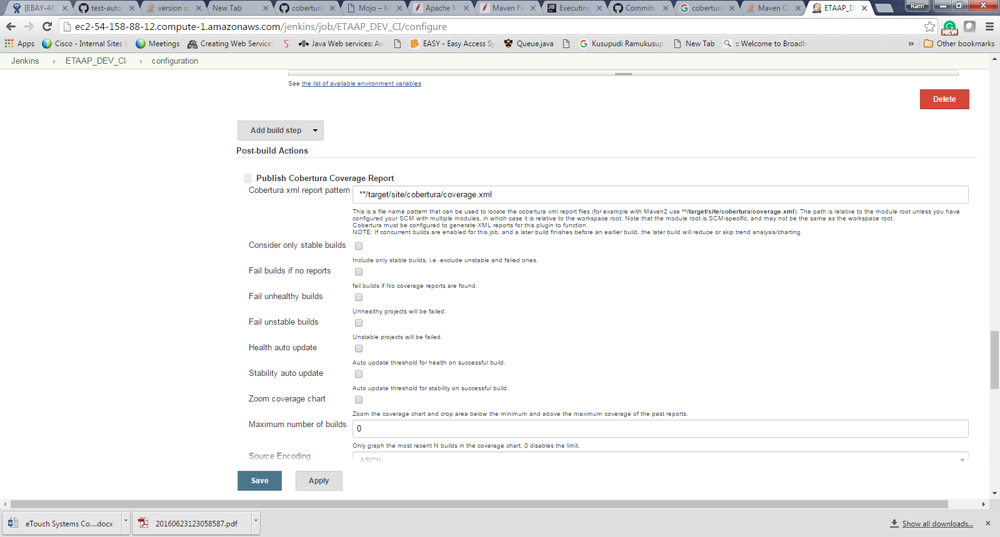 [EBAY-48
test-auto
version c
New Tab
cobertura
Mojo – M
Apache M
Maven Fa
JB
Executing
Commits
cobertura
Maven Co
ETAAP_DE
Ram
ec2-54-158-88-12.compute-1.amazonaws.com/jenkins/job/ETAAP_DEV_CI/configure
NEW
Apps
Cisco - Internal Sites
Meetings
Creating Web Service
Java Web services: Ax
EASY - Easy Access Sy
Queue.java
Kusupudi Ramukusup
New Tab
:: Welcome to Broadb
»
Other bookmarks
Jenkins
ETAAP_DEV_CI
configuration
See the list of available environment variables
Delete
Add build step
Post-build Actions
Publish Cobertura Coverage Report
Cobertura xml report pattern
**/target/site/cobertura/coverage.xml
This is a file name pattern that can be used to locate the cobertura xml report files (for example with Maven2 use **/target/site/cobertura/coverage.xml). The path is relative to the module root unless you have
configured your SCM with multiple modules, in which case it is relative to the workspace root. Note that the module root is SCM-specific, and may not be the same as the workspace root.
Cobertura must be configured to generate XML reports for this plugin to function.
NOTE: If concurrent builds are enabled for this job, and a later build finishes before an earlier build, the later build will reduce or skip trend analysis/charting.
Consider only stable builds
Include only stable builds, i.e. exclude unstable and failed ones.
Fail builds if no reports
fail builds if No coverage reports are found.
Fail unhealthy builds
Unhealthy projects will be failed.
Fail unstable builds
Unstable projects will be failed.
Health auto update
Auto update threshold for health on successful build.
Stability auto update
Auto update threshold for stability on successful build.
Zoom coverage chart
Zoom the coverage chart and crop area below the minimum and above the maximum coverage of the past reports.
Maximum number of builds
0
Only graph the most recent N builds in the coverage chart, 0 disables the limit.
Source Encoding
ASCII
Save
Apply
eTouch Systems Co....docx
20160623123058587.pdf
Show all downloads...